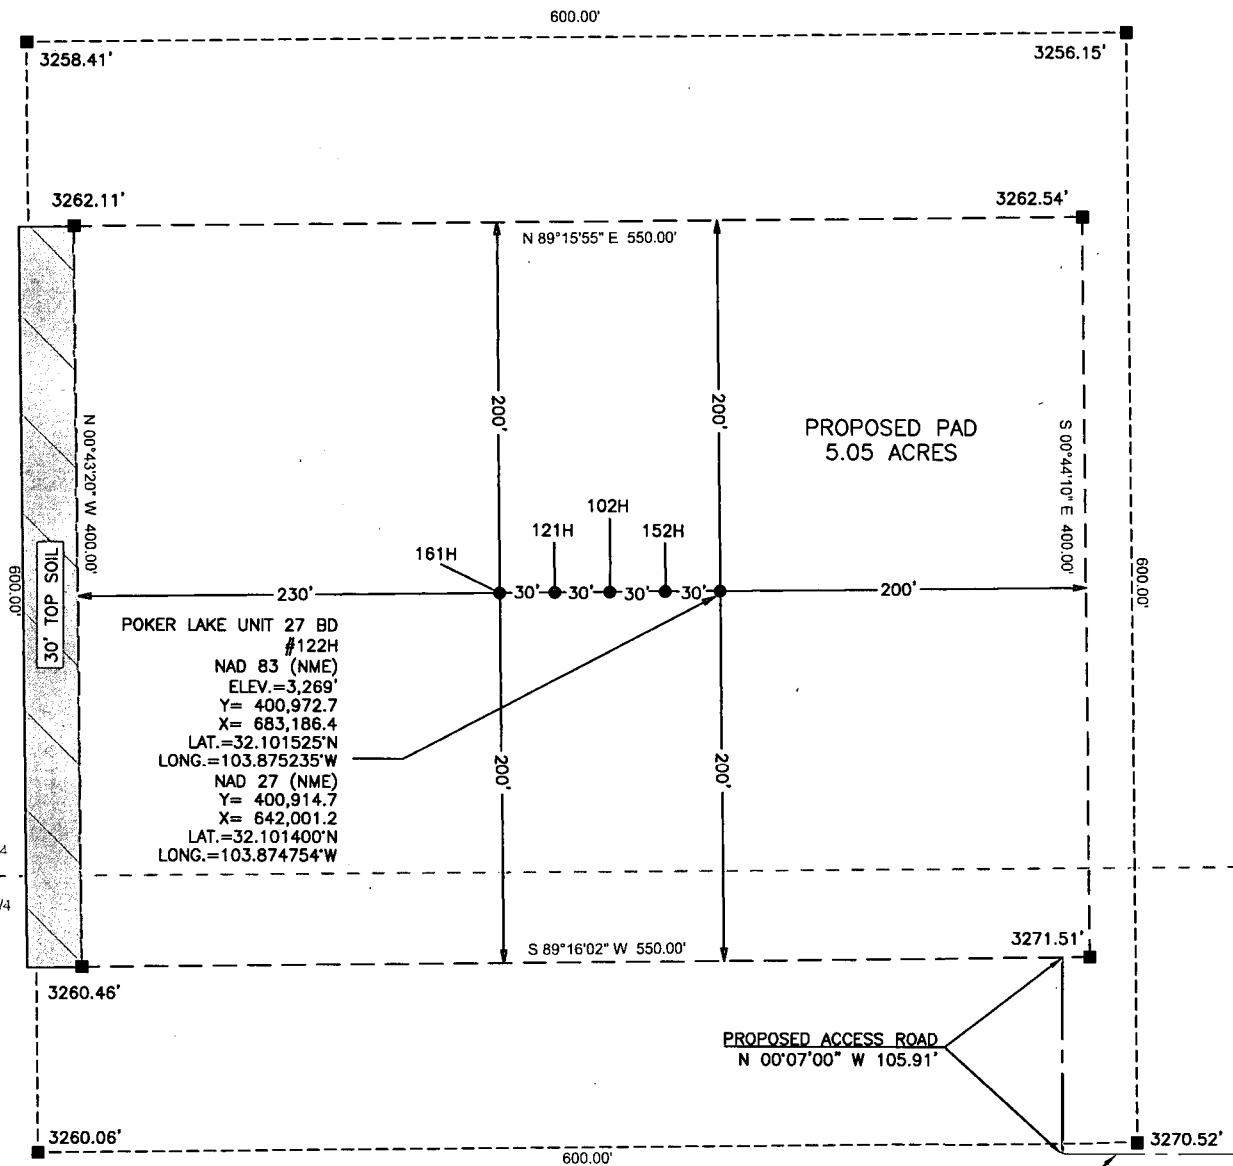 600.00'
3258.41'
3256.15'
3262.11'
3262.54'
N 89°15'55" E 550.00'
200'
200'
PROPOSED PAD
5.05 ACRES
N 00°43'20" W 400.00'
S 00°44'10" E 400.00'
102H
121H
152H
161H
600.00'
30' TOP SOIL
600.00'
230'
30'
30'
30'
30'
200'
POKER LAKE UNIT 27 BD
#122H
NAD 83 (NME)
ELEV.=3,269'
Y= 400,972.7
X= 683,186.4
LAT.=32.101525°N
LONG.=103.875235°W
NAD 27 (NME)
Y= 400,914.7
X= 642,001.2
LAT.=32.101400°N
LONG.=103.874754°W
200'
200'
4
/4
S 89°16'02" W 550.00'
3271.51'
3260.46'
PROPOSED ACCESS ROAD
N 00°07'00" W 105.91'
3260.06'
3270.52'
600.00'